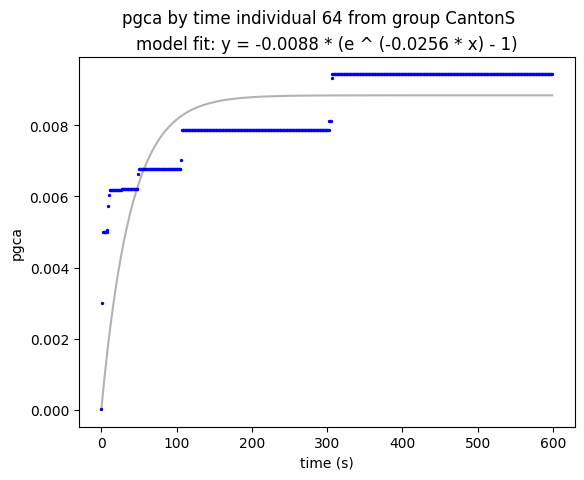 pgca by time individual 64 from group CantonS
model fit: y = -0.0088 * (e ^ (-0.0256 * x) - 1)
pgca
0.008
0.006
0.004
0.002
0.000
0 100 200 300 400 500 600
time (s)